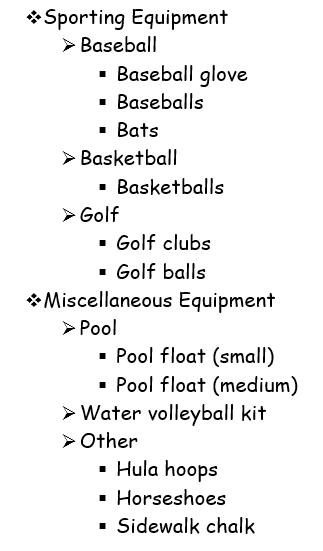 ❖Sporting Equipment
➢Baseball
▪ Baseball glove
▪ Baseballs
▪ Bats
➢Basketball
▪ Basketballs
➢Golf
▪ Golf clubs
▪ Golf balls
❖Miscellaneous Equipment
➢Pool
▪ Pool float (small)
▪ Pool float (medium)
➢Water volleyball kit
➢Other
▪ Hula hoops
▪ Horseshoes
▪ Sidewalk chalk